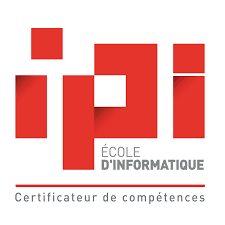 ipi
ÉCOLE
D'INFORMATIQUE
Certificateur de compétences